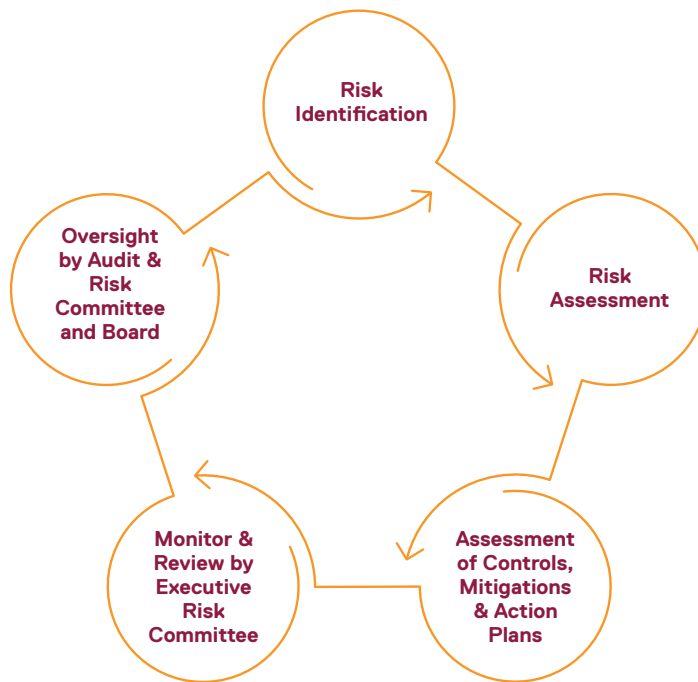 Risk
Identification
Risk
Assessment
Assessment
of Controls,
Mitigations
& Action
Plans
Monitor &
Review by
Executive
Risk
Committee
Oversight
by Audit &
Risk
Committee
and Board